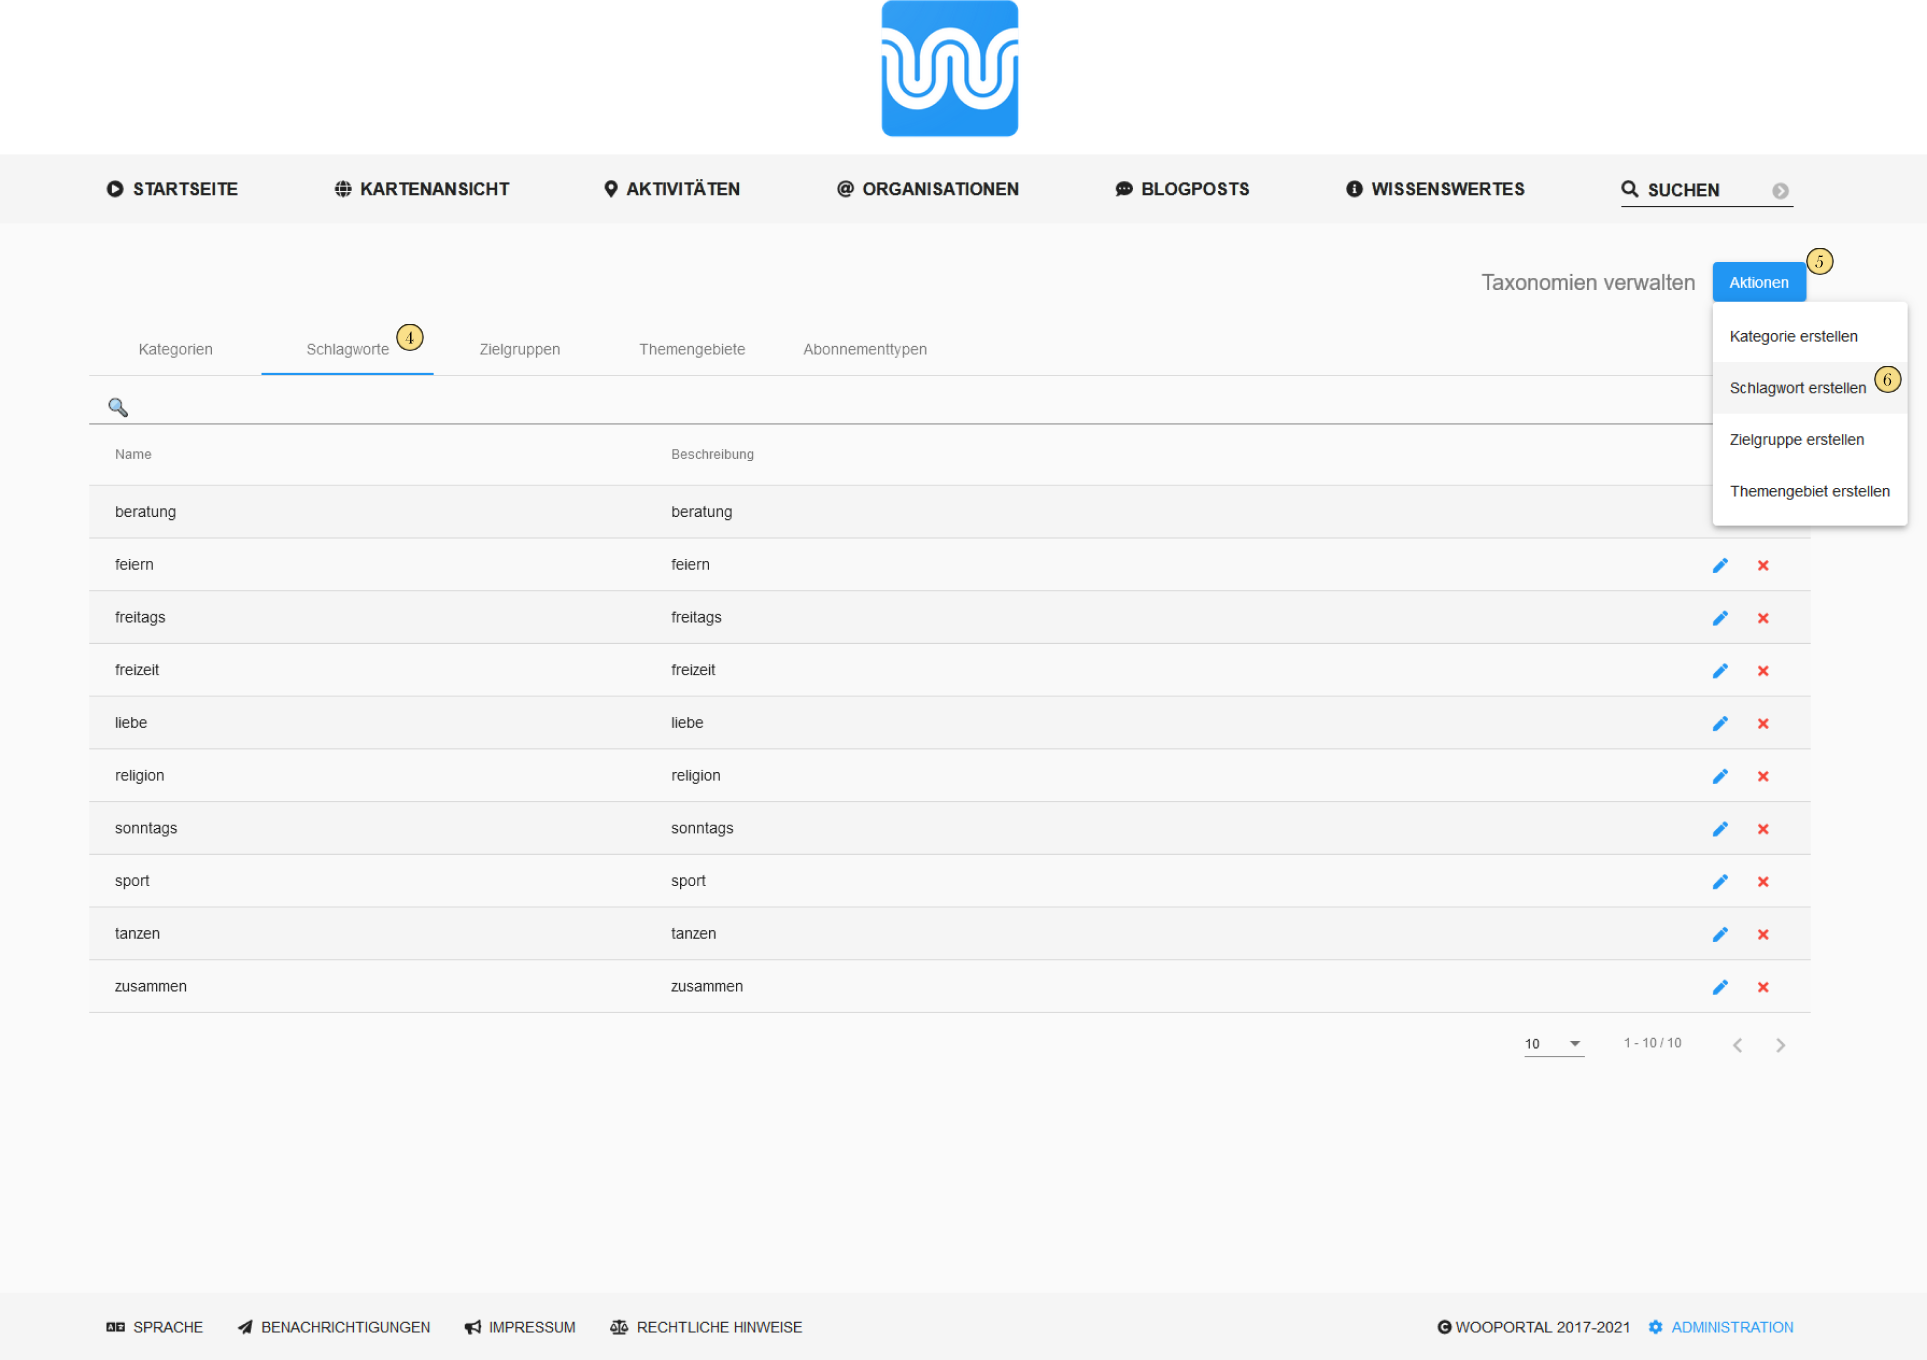 STARTSEITE KARTENANSICHT AKTIVITÄTEN ORGANISATIONEN BLOGPOSTS WISSENSWERTES SUCHEN
Taxonomien verwalten Aktionen 5
Kategorie erstellen
Schlagwort erstellen 6
Zielgruppe erstellen
Themengebiet erstellen
Kategorien Schlagworte 4 Zielgruppen Themengebiete Abonnementtypen
Name Beschreibung
beratung beratung
feiern feiern
freitags freitags
freizeit freizeit
liebe liebe
religion religion
sonntags sonntags
sport sport
tanzen tanzen
zusammen zusammen
10 1 - 10 / 10
SPRACHE BENACHRICHTIGUNGEN IMPRESSUM RECHTLICHE HINWEISE WOOPORTAL 2017-2021 ADMINISTRATION